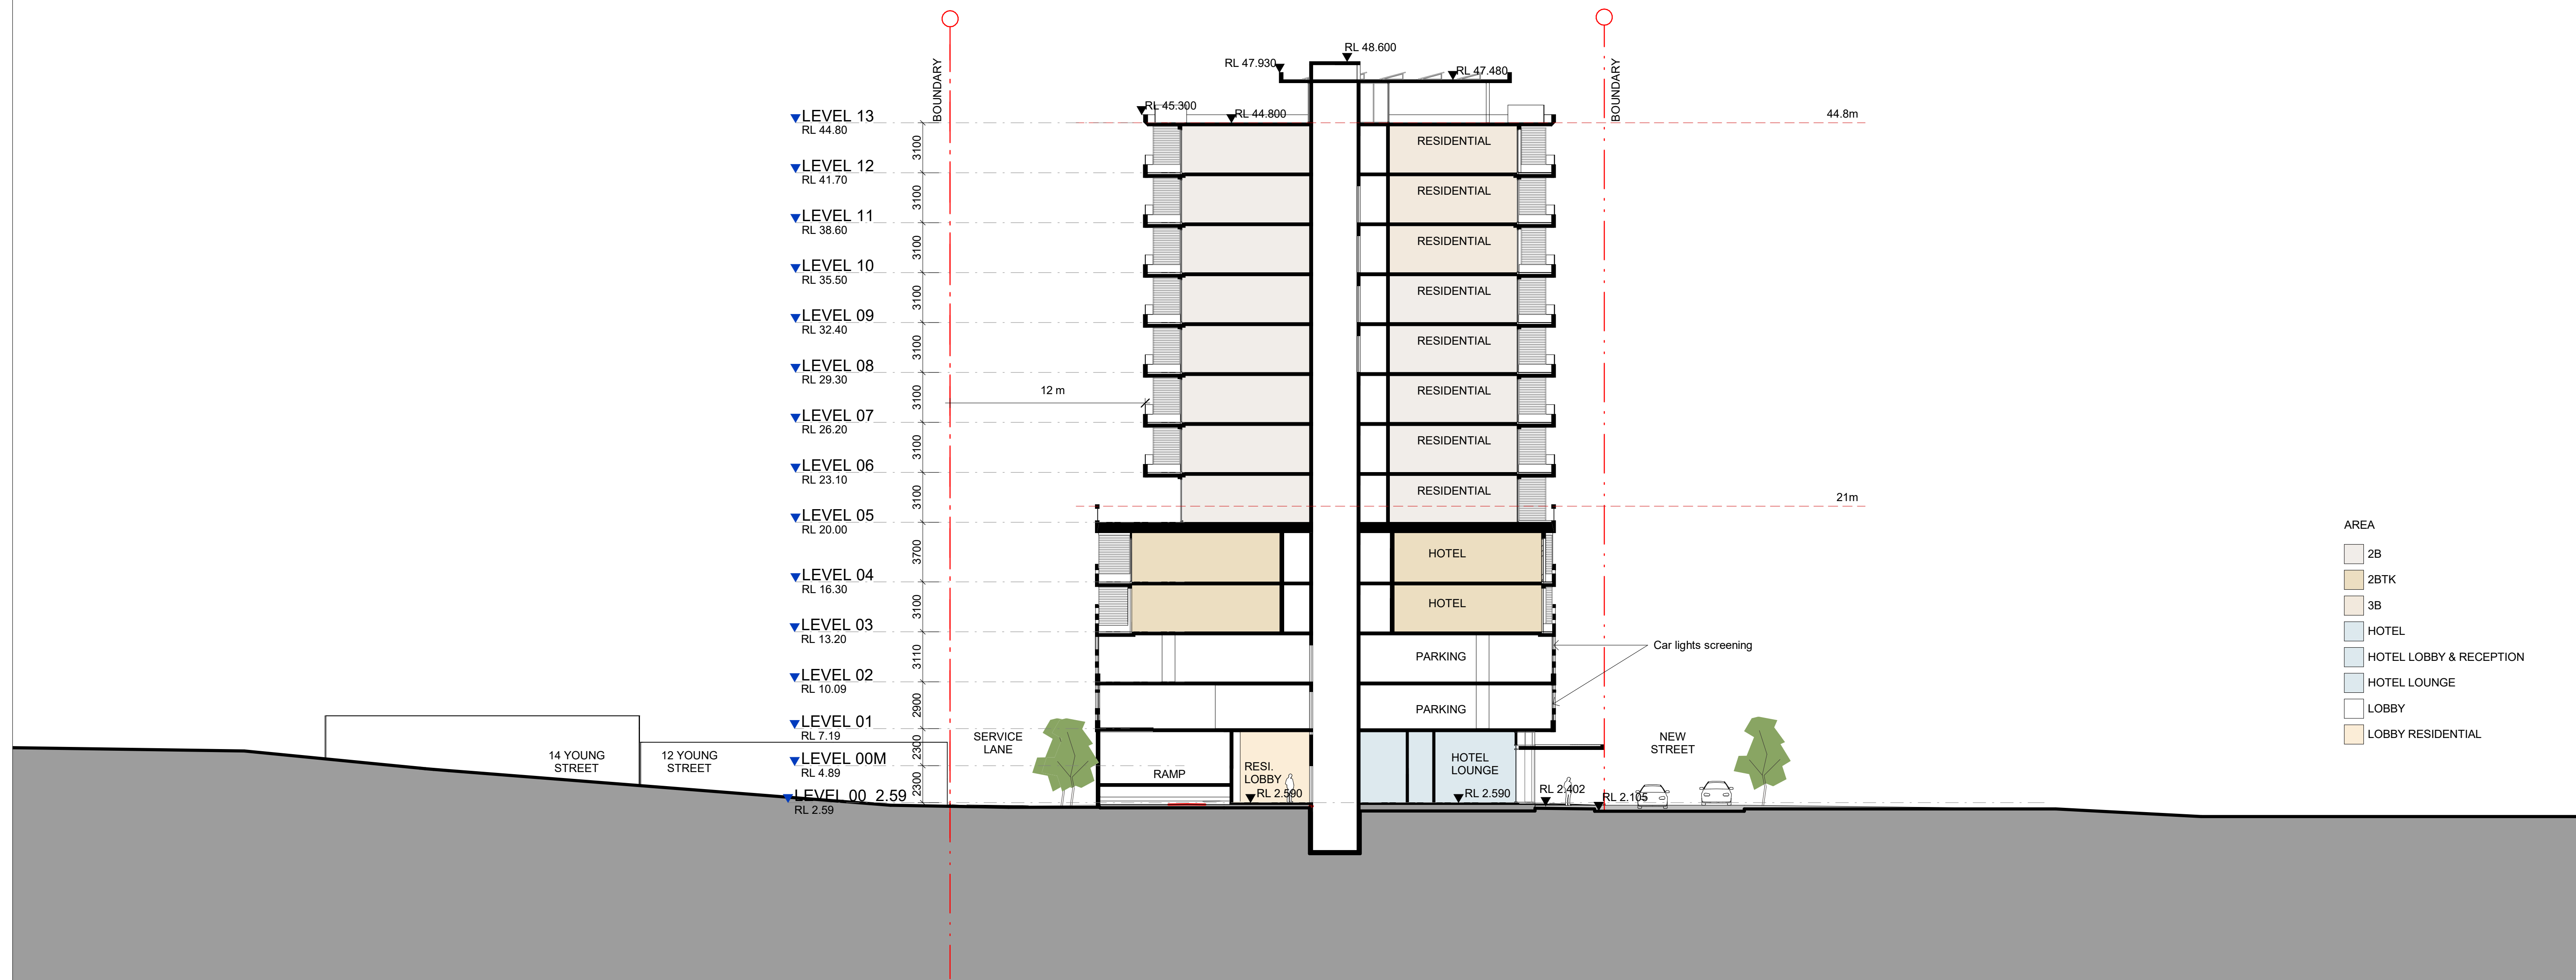 RL 48.600
RL 47.930
RL 47.480
BOUNDARY
BOUNDARY
RL 45.300
RL 44.800
44.8m
LEVEL 13
RL 44.80
3100
RESIDENTIAL
LEVEL 12
RL 41.70
3100
RESIDENTIAL
LEVEL 11
RL 38.60
3100
RESIDENTIAL
LEVEL 10
RL 35.50
3100
RESIDENTIAL
LEVEL 09
RL 32.40
3100
RESIDENTIAL
LEVEL 08
RL 29.30
3100
12 m
RESIDENTIAL
LEVEL 07
RL 26.20
3100
RESIDENTIAL
LEVEL 06
RL 23.10
3100
RESIDENTIAL
21m
LEVEL 05
RL 20.00
3700
HOTEL
LEVEL 04
RL 16.30
3100
HOTEL
LEVEL 03
RL 13.20
3110
PARKING
Car lights screening
LEVEL 02
RL 10.09
2900
PARKING
LEVEL 01
RL 7.19
2300
SERVICE
LANE
NEW
STREET
14 YOUNG
STREET
12 YOUNG
STREET
LEVEL 00M
RL 4.89
2300
RAMP
RESI.
LOBBY
HOTEL
LOUNGE
LEVEL 00 2.59
RL 2.59
RL 2.590
RL 2.590
RL 2.402
RL 2.105
AREA
2B
2BTK
3B
HOTEL
HOTEL LOBBY & RECEPTION
HOTEL LOUNGE
LOBBY
LOBBY RESIDENTIAL